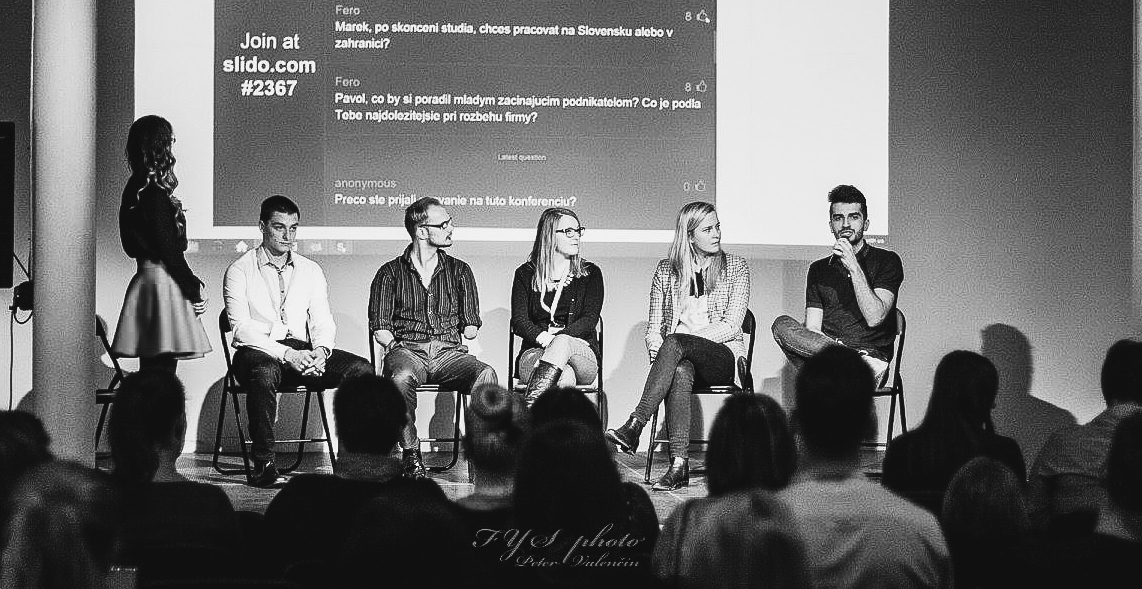 Join at
slido.com
#2367
Fero
8
Marek, po skonceni studia, chces pracovat na Slovensku alebo v
zahranici?
Fero
8
Pavol, co by si poradil mladym zacinajucim podnikatelom? Co je podla
Tebe najdolezitejsie pri rozbehu firmy?
Latest question
anonymous
0
Preco ste prijali vanie na tuto konferenciu?
FYS photo
Peter Valenčin